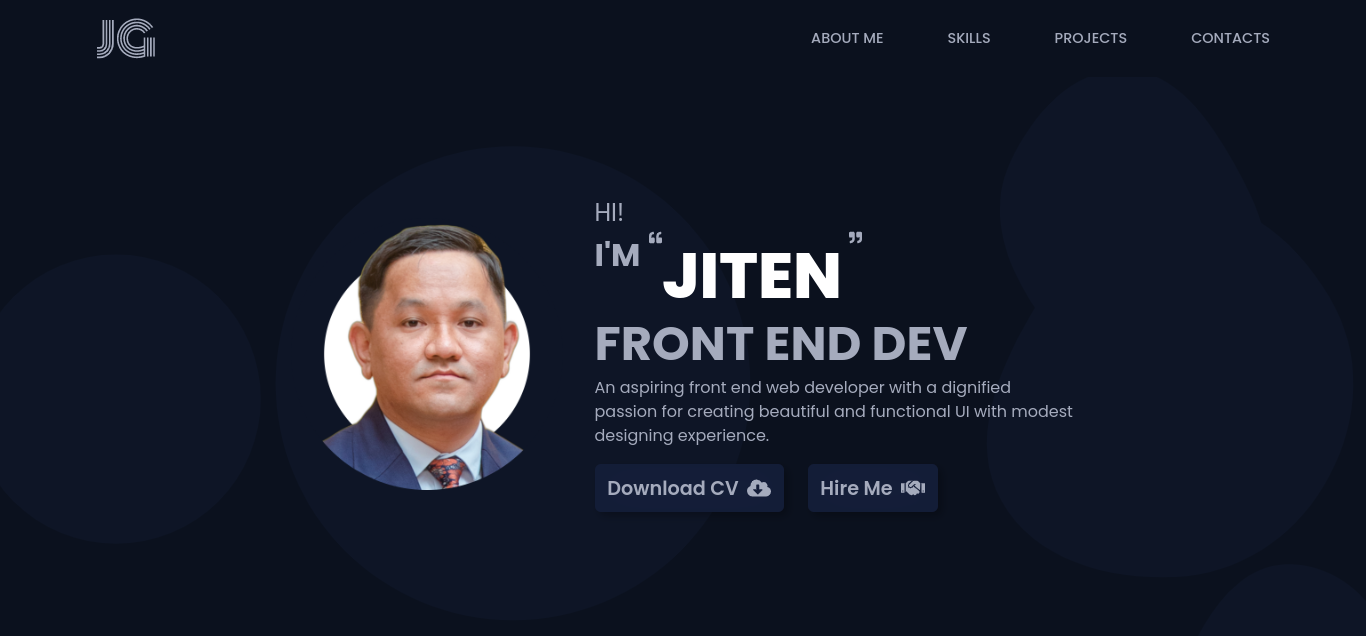 JG
ABOUT ME SKILLS PROJECTS CONTACTS
HI!
I'M “JITEN”
FRONT END DEV
An aspiring front end web developer with a dignified
passion for creating beautiful and functional UI with modest
designing experience.
Download CV Hire Me